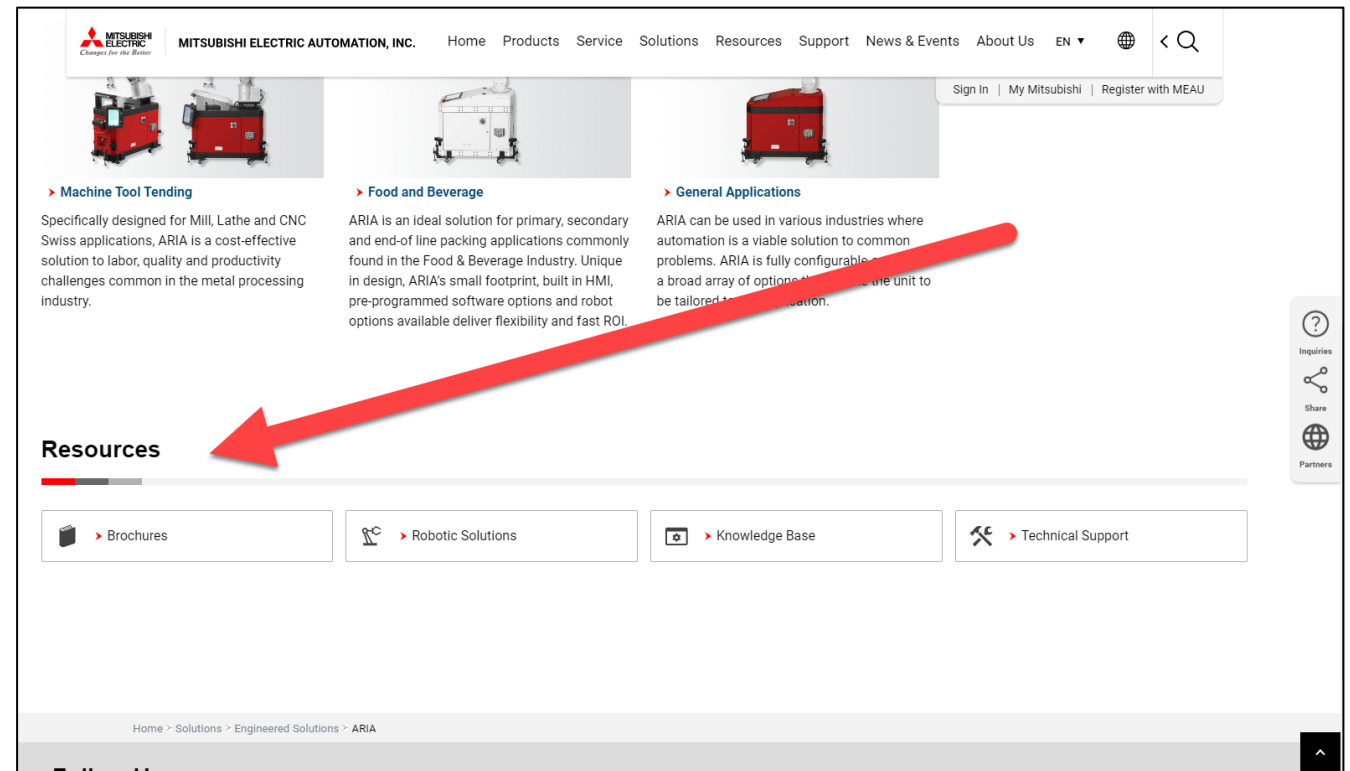 MITSUBISHI
ELECTRIC
Changes for the Better
MITSUBISHI ELECTRIC AUTOMATION, INC.
Home Products Service Solutions Resources Support News & Events About Us EN
Sign In | My Mitsubishi | Register with MEAU
Machine Tool Tending
Specifically designed for Mill, Lathe and CNC
Swiss applications, ARIA is a cost-effective
solution to labor, quality and productivity
challenges common in the metal processing
industry.
Food and Beverage
ARIA is an ideal solution for primary, secondary
and end-of line packing applications commonly
found in the Food & Beverage Industry. Unique
in design, ARIA's small footprint, built in HMI,
pre-programmed software options and robot
options available deliver flexibility and fast ROI.
General Applications
ARIA can be used in various industries where
automation is a viable solution to common
problems. ARIA is fully configurable
a broad array of options the unit to
be tailored
Inquiries
Share
Partners
Resources
Brochures
Robotic Solutions
Knowledge Base
Technical Support
Home > Solutions > Engineered Solutions > ARIA